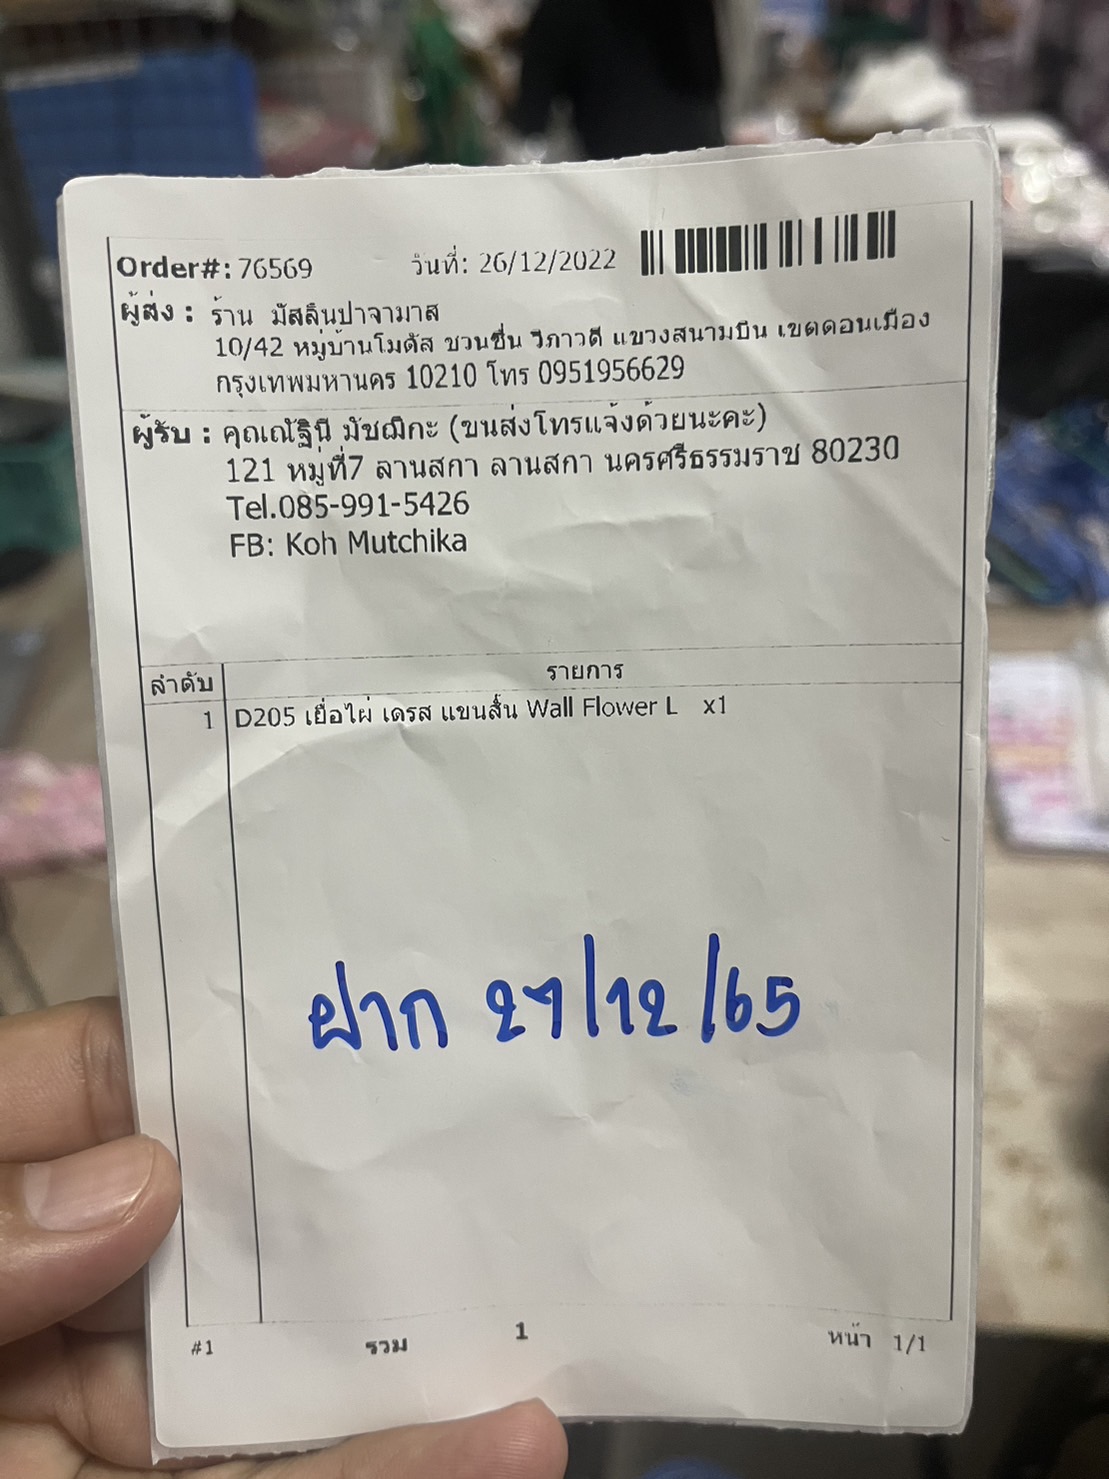 Order#: 76569 วันที่: 26/12/2022
ผู้ส่ง : ร้าน มัสลินปาจามาส
10/42 หมู่บ้านโมดัส ชวนชื่น วิภาวดี แขวงสนามบิน เขตดอนเมือง
กรุงเทพมหานคร 10210 โทร 0951956629
ผู้รับ : คุณณัฐินี มัชฌิกะ (ขนส่งโทรแจ้งด้วยนะคะ)
121 หมู่ที่7 ลานสกา ลานสกา นครศรีธรรมราช 80230
Tel.085-991-5426
FB: Koh Mutchika
ลำดับ รายการ
1 D205 เยื่อไผ่ เดรส แขนสั้น Wall Flower L x1
ฝาก 27/12/65
#1 รวม 1 หน้า 1/1